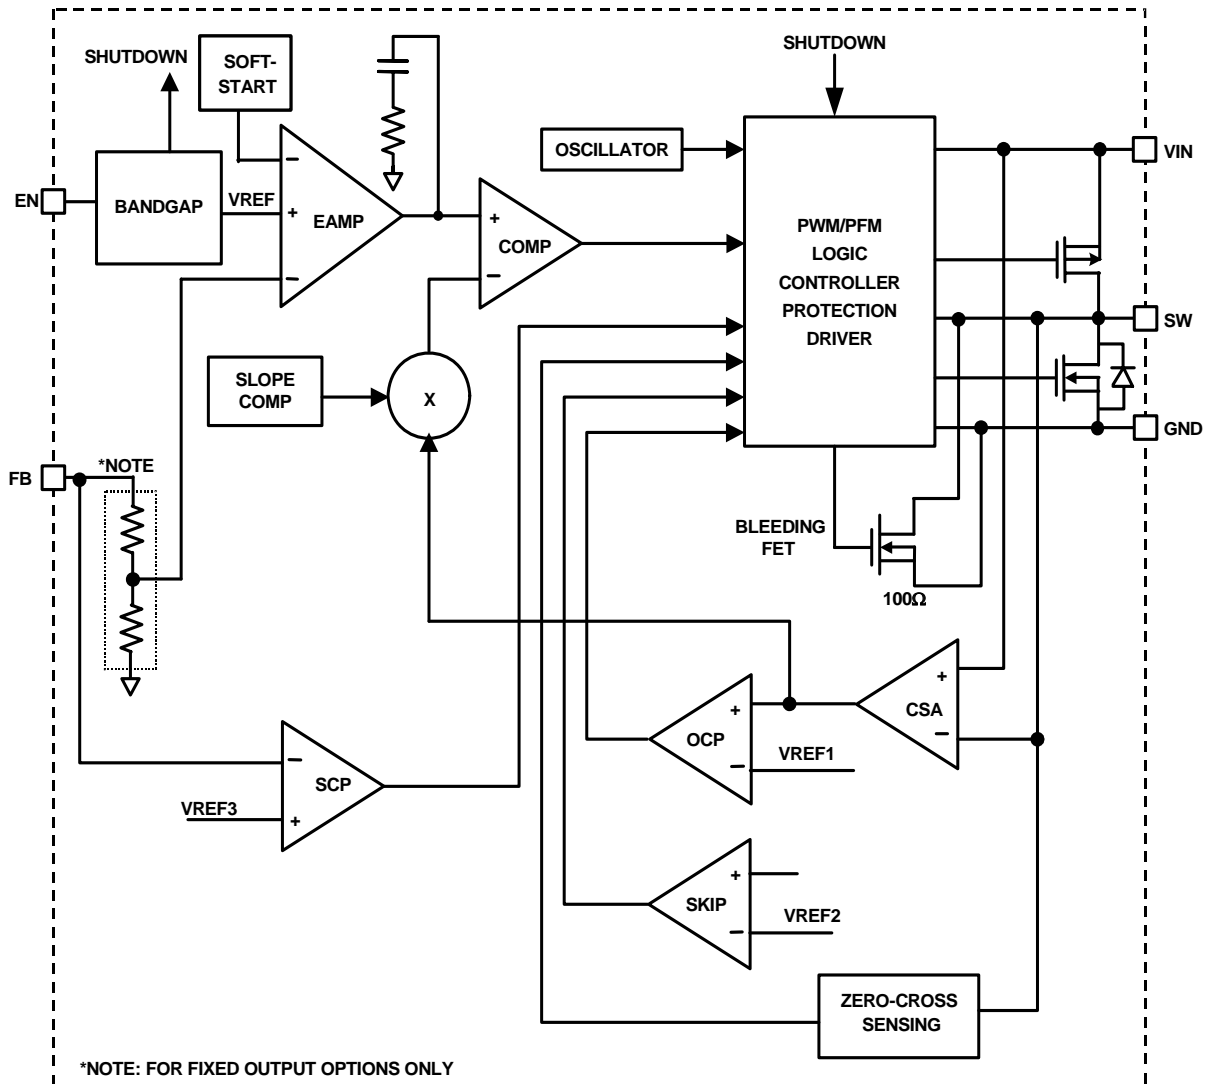 SHUTDOWN
SOFT-
START
SHUTDOWN
OSCILLATOR
VIN
EN
BANDGAP
VREF
−
+
−
EAMP
+
−
COMP
PWM/PFM
LOGIC
CONTROLLER
PROTECTION
DRIVER
SW
SLOPE
COMP
X
GND
FB
*NOTE
BLEEDING
FET
100Ω
+
−
CSA
+
−
OCP
VREF1
−
+
SCP
VREF3
+
−
SKIP
VREF2
ZERO-CROSS
SENSING
*NOTE: FOR FIXED OUTPUT OPTIONS ONLY